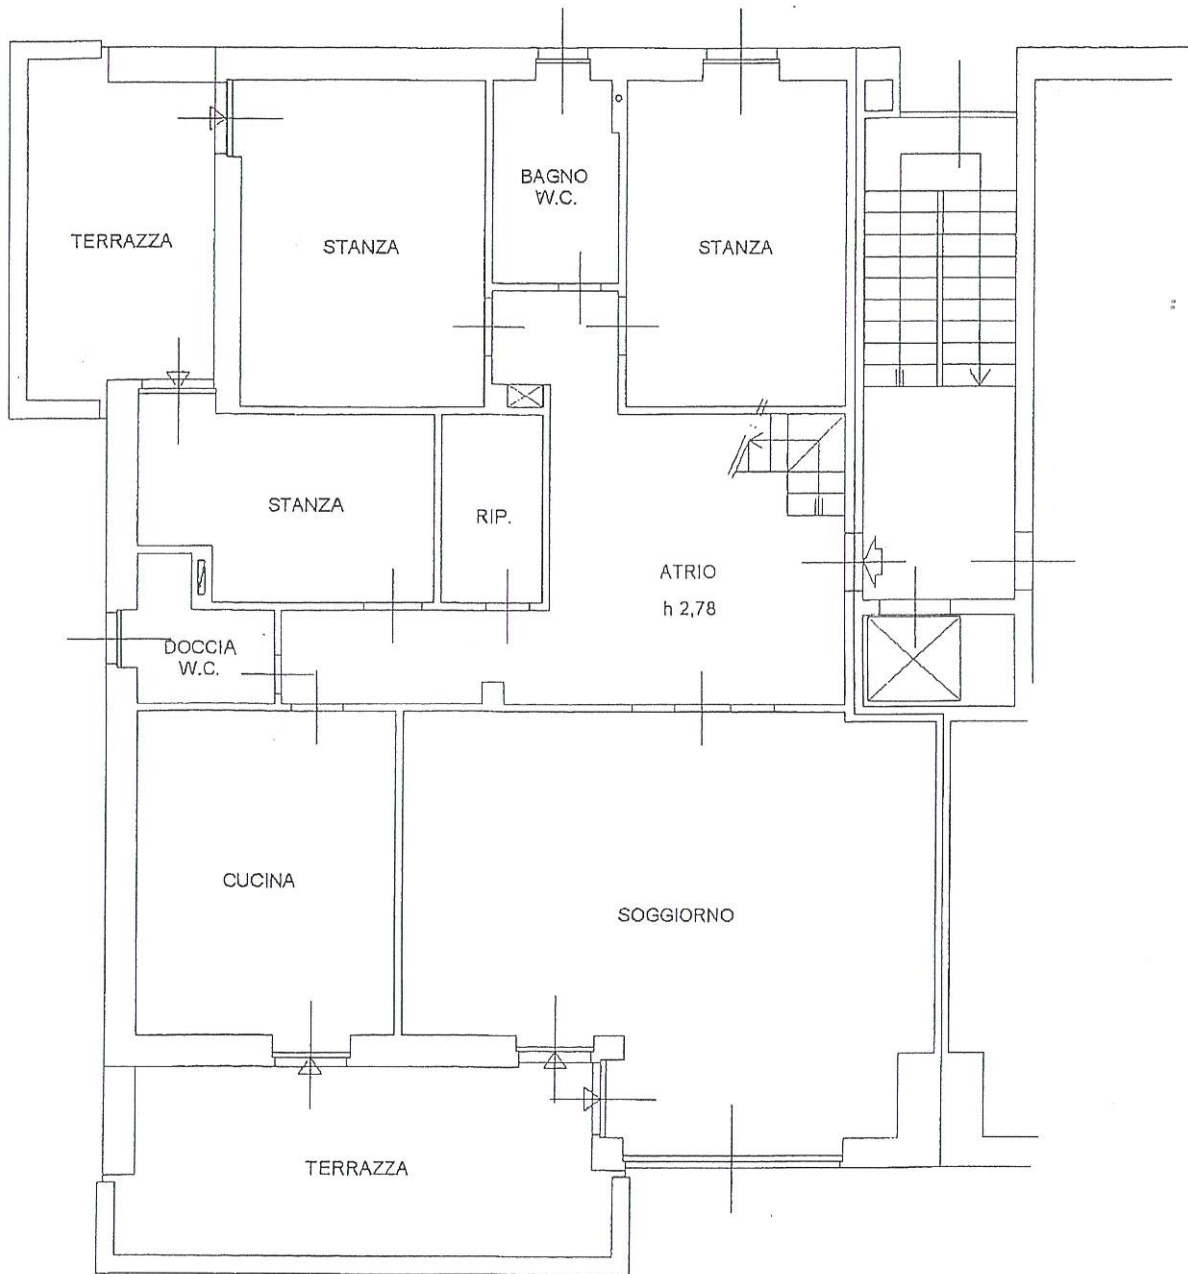 BAGNO
W.C.
TERRAZZA
STANZA
STANZA
STANZA
RIP.
ATRIO
h 2,78
DOCCIA
W.C.
CUCINA
SOGGIORNO
TERRAZZA